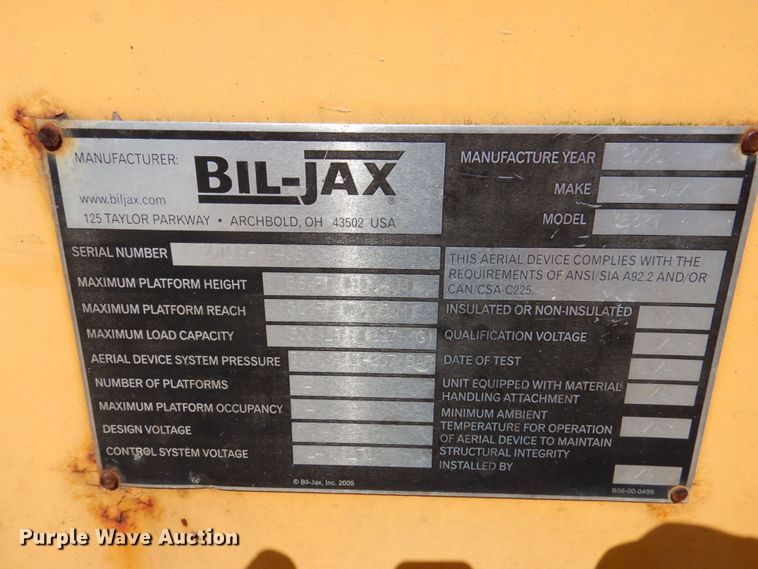 MANUFACTURER:
BIL-JAX
®
www.biljax.com
125 TAYLOR PARKWAY • ARCHBOLD, OH 43502 USA
MANUFACTURE YEAR
MAKE
MODEL
SERIAL NUMBER
MAXIMUM PLATFORM HEIGHT
MAXIMUM PLATFORM REACH
MAXIMUM LOAD CAPACITY
AERIAL DEVICE SYSTEM PRESSURE
NUMBER OF PLATFORMS
MAXIMUM PLATFORM OCCUPANCY
DESIGN VOLTAGE
CONTROL SYSTEM VOLTAGE
THIS AERIAL DEVICE COMPLIES WITH THE
REQUIREMENTS OF ANSI/SIA A92.2 AND/OR
CAN/CSA-C225.
INSULATED OR NON-INSULATED
QUALIFICATION VOLTAGE
DATE OF TEST
UNIT EQUIPPED WITH MATERIAL
HANDLING ATTACHMENT
MINIMUM AMBIENT
TEMPERATURE FOR OPERATION
OF AERIAL DEVICE TO MAINTAIN
STRUCTURAL INTEGRITY
INSTALLED BY
© Bil-Jax, Inc. 2005
B06-00-0499
Purple Wave Auction